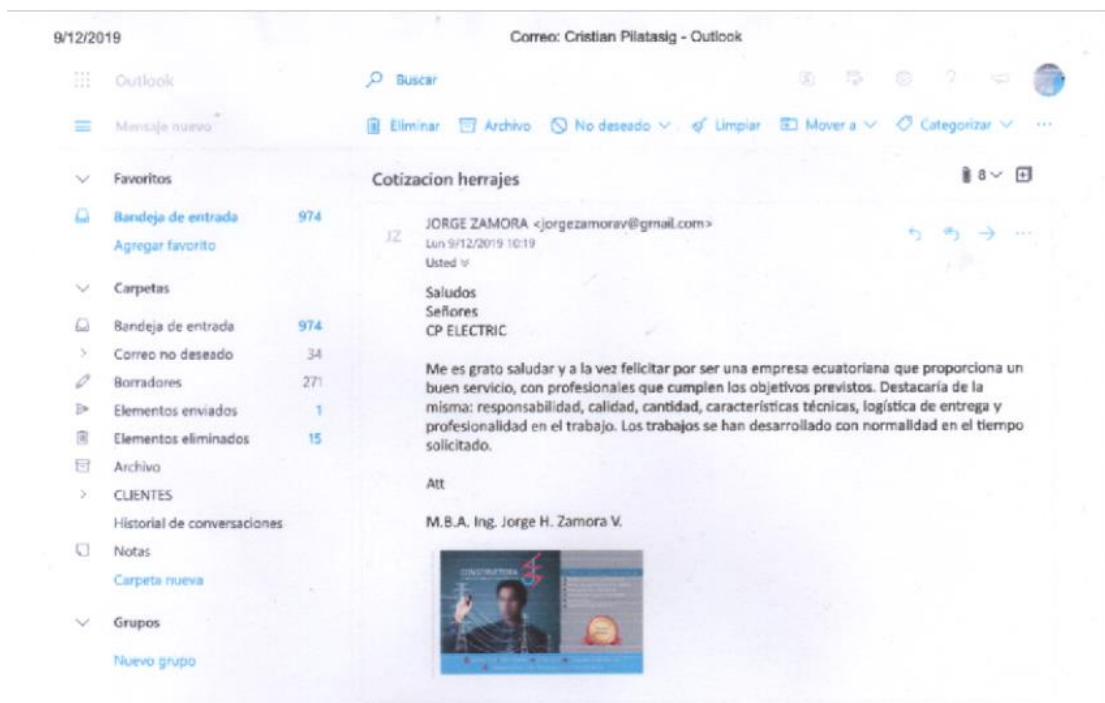 9/12/2019
Correo: Cristian Pilatasig - Outlook
Outlook
Buscar
Mensaje nuevo
Eliminar
Archivo
No deseado
Limpiar
Mover a
Categorizar
Favoritos
Bandeja de entrada 974
Agregar favorito
Carpetas
Bandeja de entrada 974
Correo no deseado 34
Borradores 271
Elementos enviados 1
Elementos eliminados 15
Archivo
CLIENTES
Historial de conversaciones
Notas
Carpeta nueva
Grupos
Nuevo grupo
Cotizacion herrajes
8
JZ
JORGE ZAMORA <jorgezamorav@gmail.com>
Lun 9/12/2019 10:19
Usted
Saludos
Señores
CP ELECTRIC
Me es grato saludar y a la vez felicitar por ser una empresa ecuatoriana que proporciona un
buen servicio, con profesionales que cumplen los objetivos previstos. Destacaría de la
misma: responsabilidad, calidad, cantidad, características técnicas, logística de entrega y
profesionalidad en el trabajo. Los trabajos se han desarrollado con normalidad en el tiempo
solicitado.
Att
M.B.A. Ing. Jorge H. Zamora V.
CONSTRUCTORA